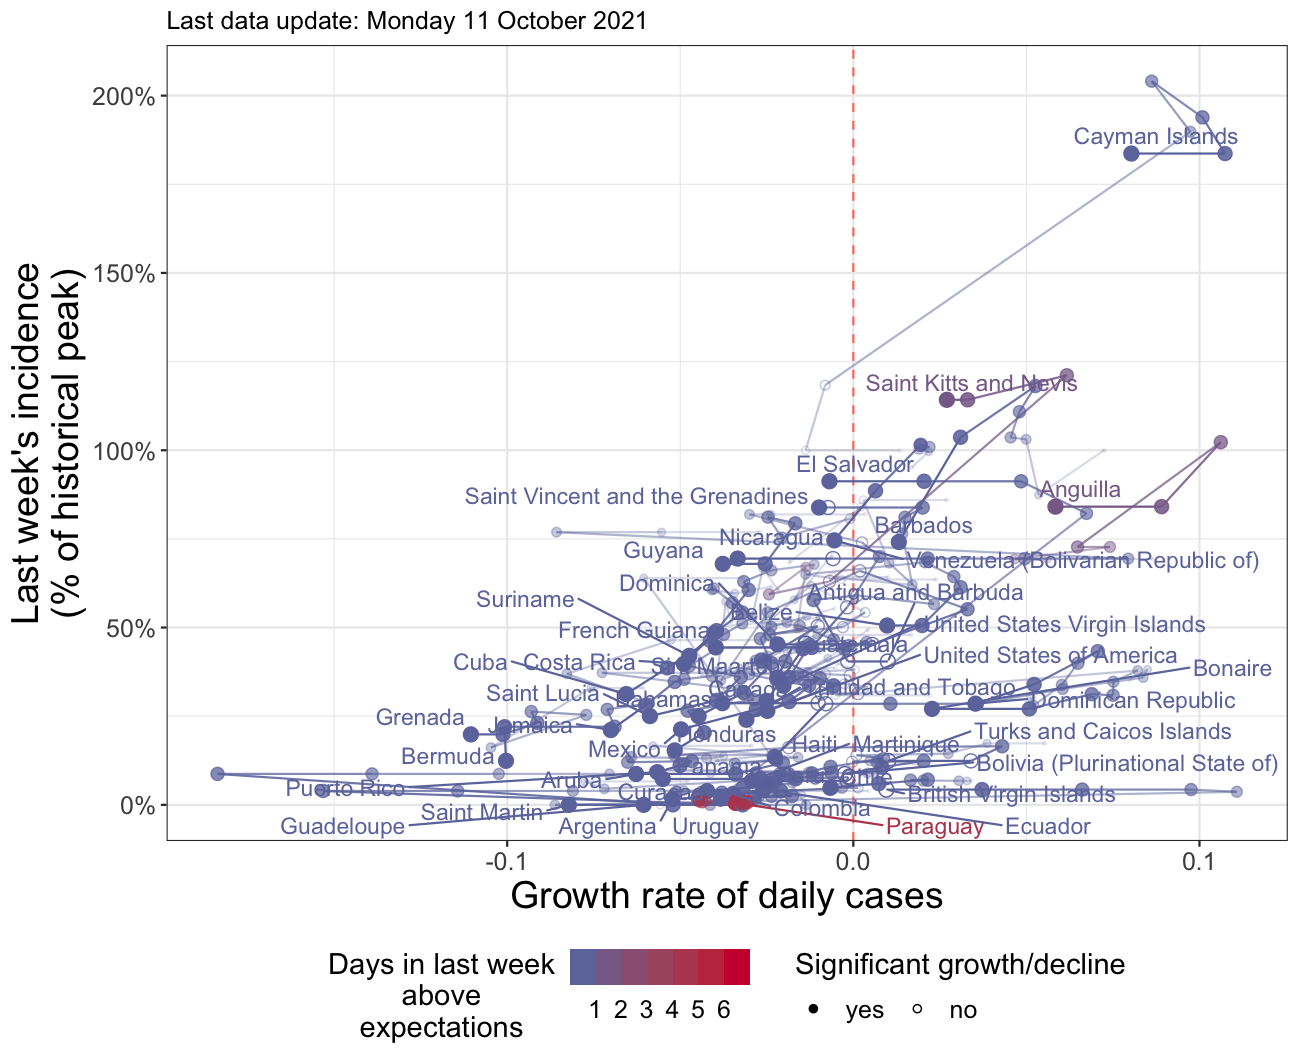 Last data update: Monday 11 October 2021
Last week's incidence
(% of historical peak)
200%
150%
100%
50%
0%
Cayman Islands
Saint Kitts and Nevis
El Salvador
Anguilla
Saint Vincent and the Grenadines
Barbados
Nicaragua
Guyana
Venezuela (Bolivarian Republic of)
Dominica
Antigua and Barbuda
Suriname
Belize
United States Virgin Islands
French Guiana
Guatemala
United States of America
Cuba
Costa Rica
Sint Maarten
Bonaire
Saint Lucia
Bahamas
Canada
Trinidad and Tobago
Dominican Republic
Grenada
Jamaica
Honduras
Turks and Caicos Islands
Mexico
Haiti
Martinique
Bermuda
Panama
Bolivia (Plurinational State of)
Aruba
Chile
Puerto Rico
Curaçao
British Virgin Islands
Saint Martin
Colombia
Guadeloupe
Argentina
Uruguay
Paraguay
Ecuador
-0.1
0.0
0.1
Growth rate of daily cases
Days in last week
above
expectations
1 2 3 4 5 6
Significant growth/decline
yes
no